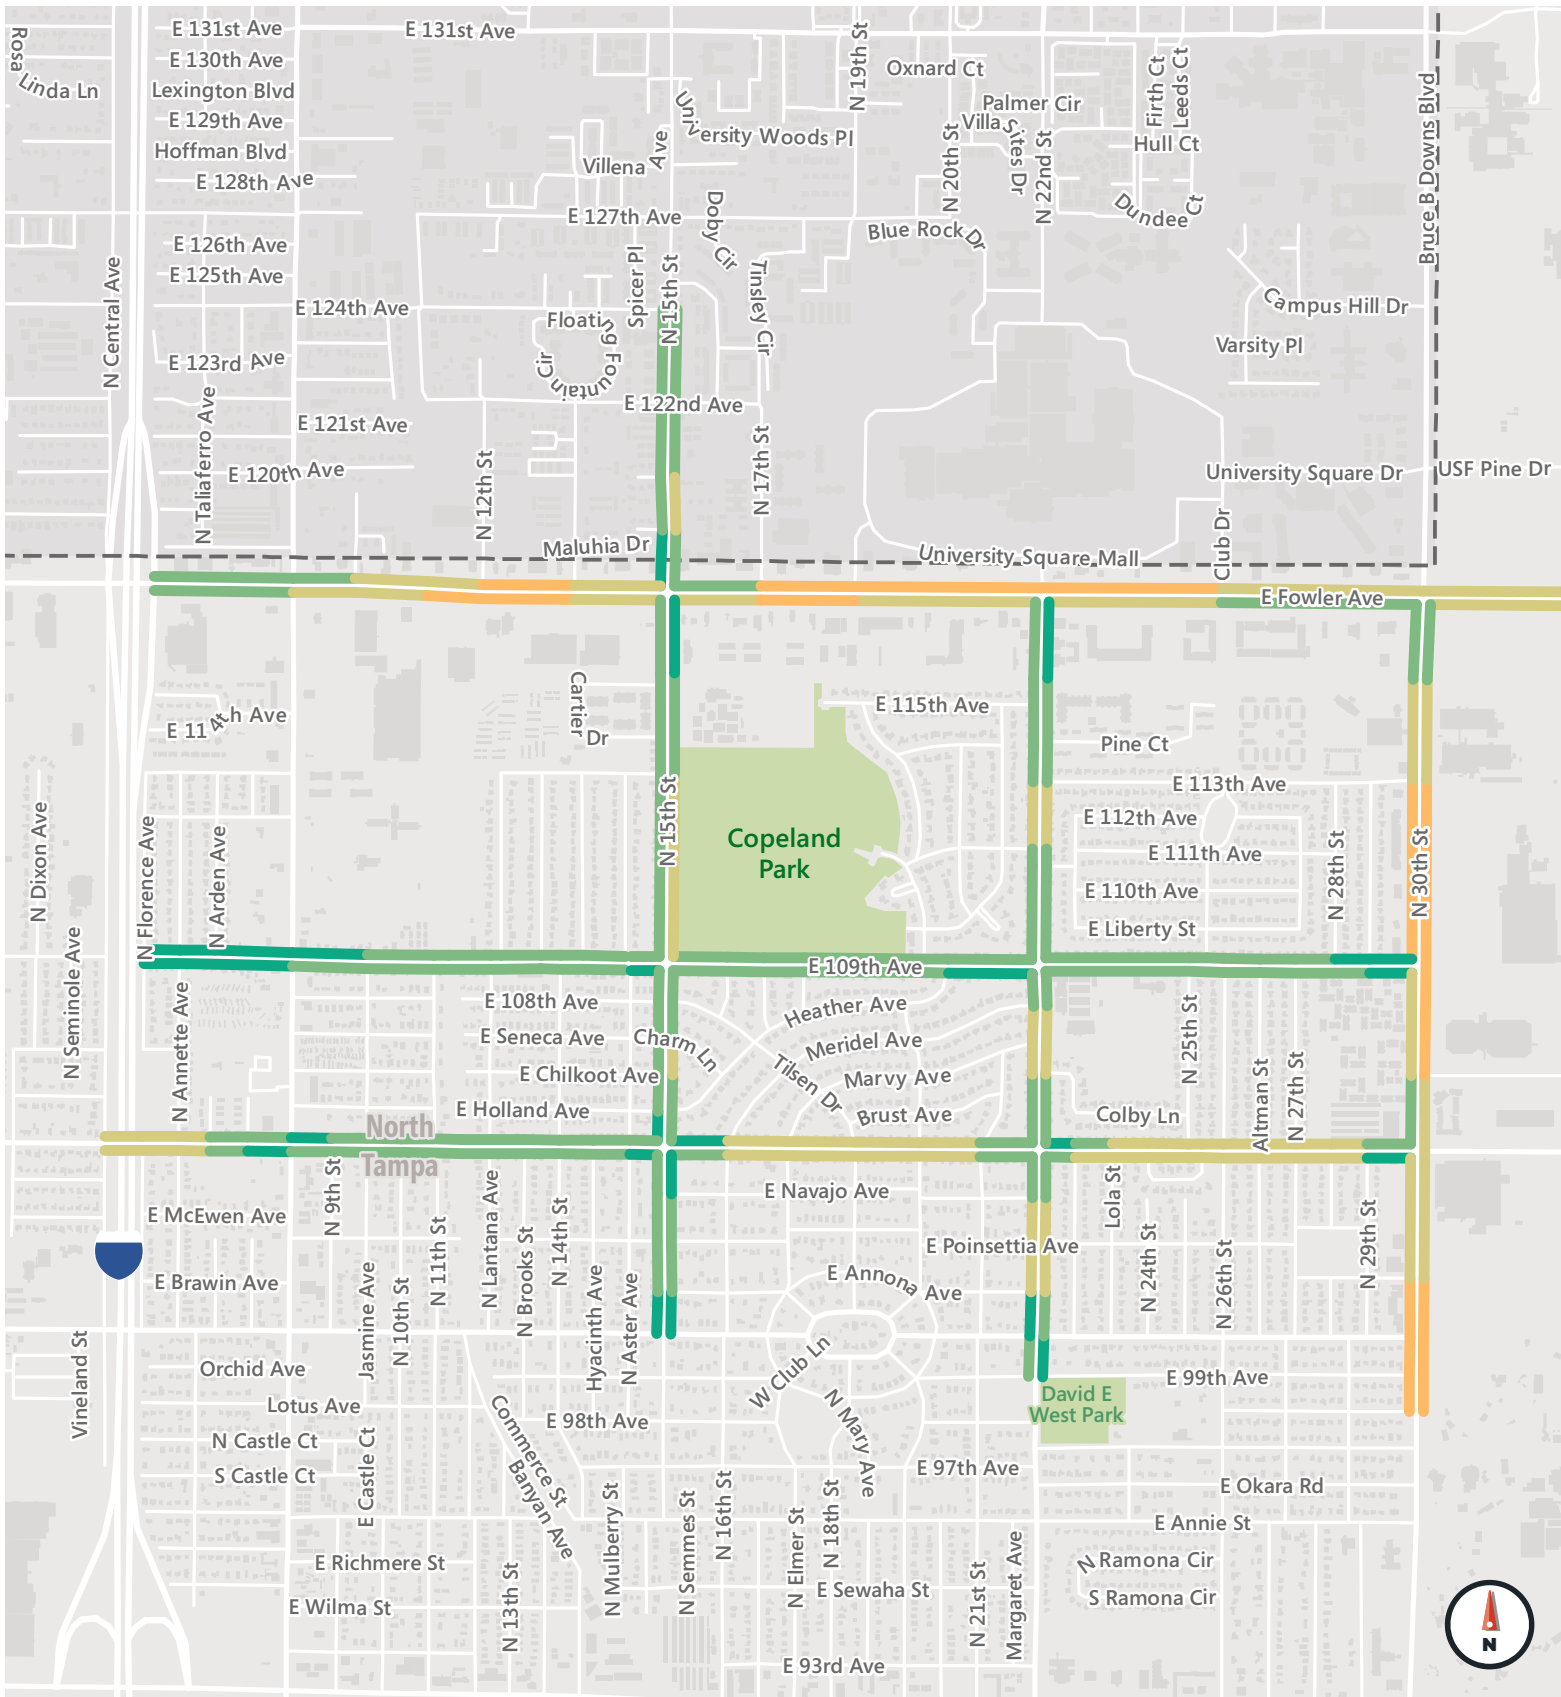 E 131st Ave
E 131st Ave
Rosa
Linda Ln
E 130th Ave
Lexington Blvd
E 129th Ave
Hoffman Blvd
E 128th Ave
N 19th St
Oxnard Ct
Firth Ct
Leeds Ct
Palmer Cir
Villa Sites Dr
University Woods Pl
Hull Ct
Bruce B Downs Blvd
Villena Ave
N 20th St
N 22nd St
Dundee Ct
E 127th Ave
Doby Cir
Blue Rock Dr
E 126th Ave
E 125th Ave
N Central Ave
Spicer Pl
N 15th St
Tinsley Cir
E 124th Ave
Floating Fountain Cir
Campus Hill Dr
Varsity Pl
E 123rd Ave
E 122nd Ave
N Taliaferro Ave
E 121st Ave
N 12th St
N 17th St
E 120th Ave
University Square Dr
USF Pine Dr
Maluhia Dr
University Square Mall
Club Dr
E Fowler Ave
E 114th Ave
Cartier Dr
E 115th Ave
Pine Ct
E 113th Ave
E 112th Ave
N Dixon Ave
N Florence Ave
N Arden Ave
N 15th St
Copeland
Park
E 111th Ave
N 28th St
N 30th St
E 110th Ave
E Liberty St
N Seminole Ave
E 109th Ave
N Annette Ave
E 108th Ave
Heather Ave
N 25th St
E Seneca Ave
Charm Ln
Meridel Ave
E Chilkoot Ave
Tilsen Dr
Marvy Ave
Altman St
N 27th St
E Holland Ave
Brust Ave
Colby Ln
North
Tampa
N 9th St
N Lantana Ave
E Navajo Ave
Lola St
E McEwen Ave
N 11th St
N Brooks St
N 14th St
E Poinsettia Ave
N 24th St
N 26th St
N 29th St
E Brawin Ave
Jasmine Ave
N 10th St
Hyacinth Ave
N Aster Ave
E Annona Ave
Vineland St
Orchid Ave
W Club Ln
E 99th Ave
David E
West Park
Lotus Ave
Commerce St
E 98th Ave
N Mary Ave
N Castle Ct
E Castle Ct
S Castle Ct
Banyan Ave
N Mulberry St
N Semmes St
N 16th St
N Elmer St
N 18th St
E 97th Ave
E Okara Rd
E Annie St
E Richmere St
N 13th St
E Sewaha St
N 21st St
Margaret Ave
N Ramona Cir
S Ramona Cir
E Wilma St
E 93rd Ave
N